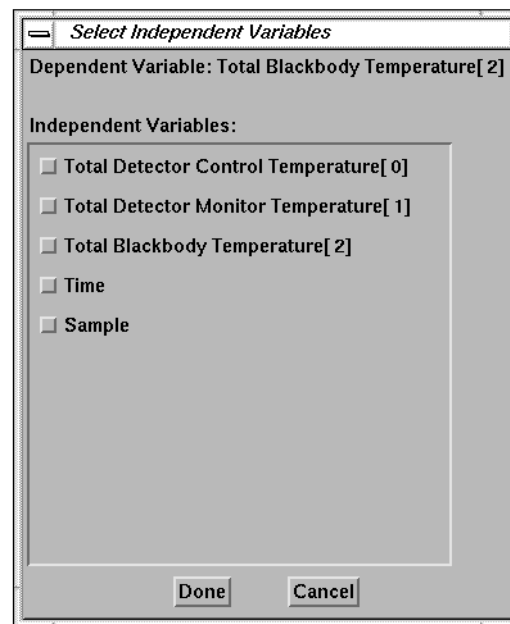 Select Independent Variables
Dependent Variable: Total Blackbody Temperature[ 2]
Independent Variables:
Total Detector Control Temperature[ 0]
Total Detector Monitor Temperature[ 1]
Total Blackbody Temperature[ 2]
Time
Sample
Done Cancel